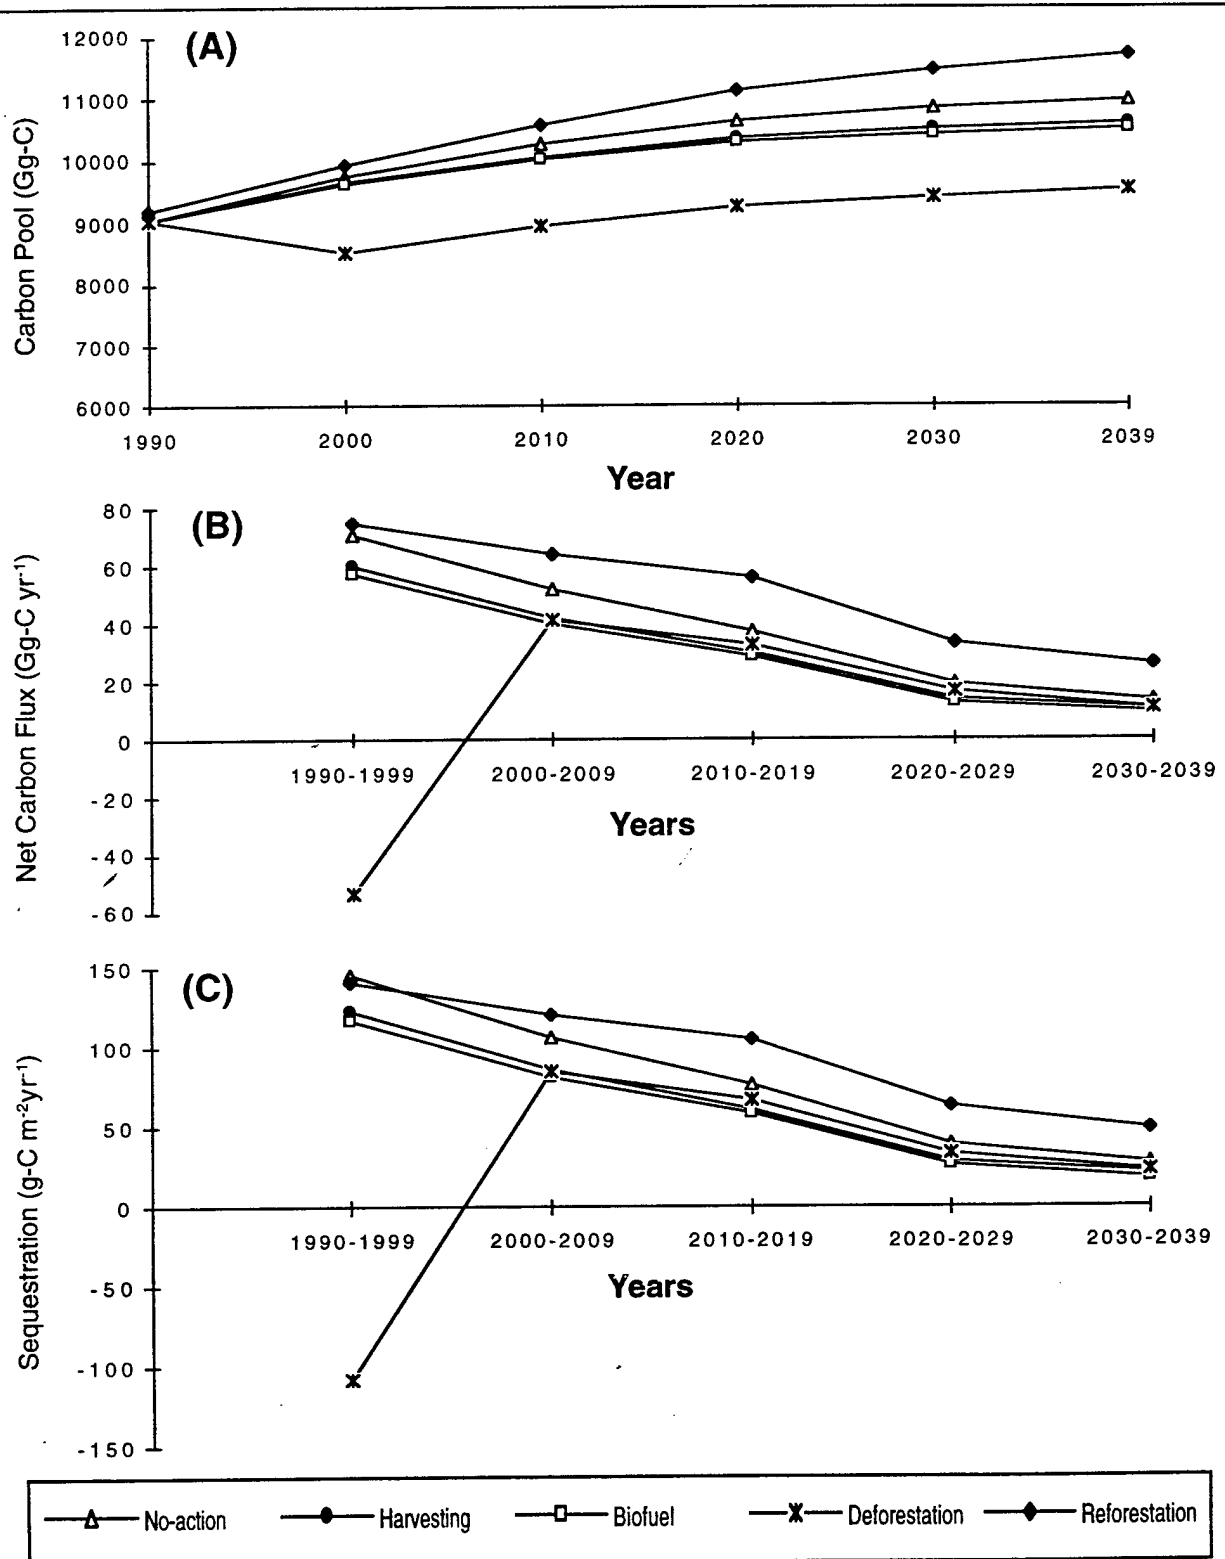 (A)
Carbon Pool (Gg-C)
12000
11000
10000
9000
8000
7000
6000
1990 2000 2010 2020 2030 2039
Year
(B)
Net Carbon Flux (Gg-C yr-1)
80
60
40
20
0
-20
-40
-60
1990-1999 2000-2009 2010-2019 2020-2029 2030-2039
Years
(C)
Sequestration (g-C m-2yr-1)
150
100
50
0
-50
-100
-150
1990-1999 2000-2009 2010-2019 2020-2029 2030-2039
Years
No-action Harvesting Biofuel Deforestation Reforestation